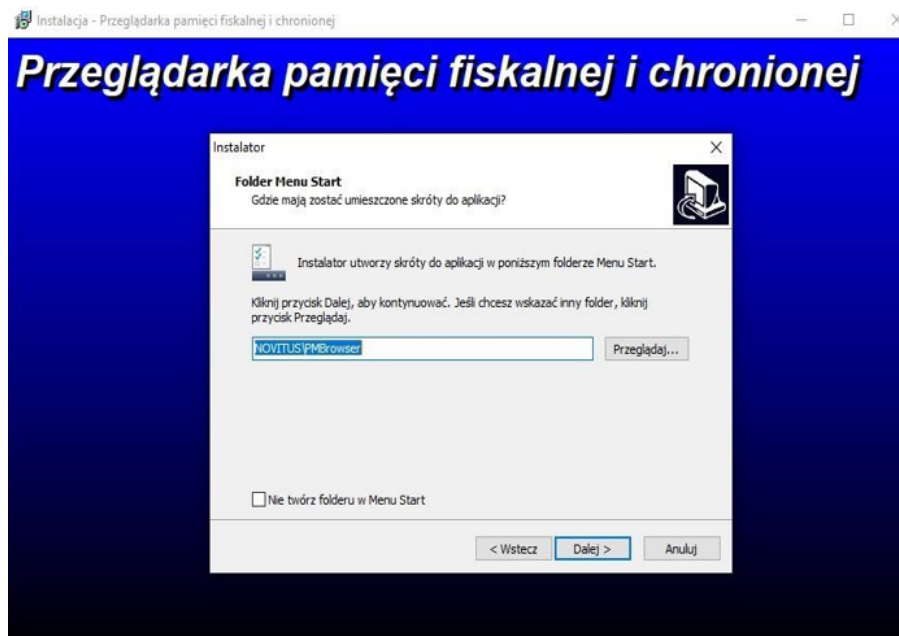 Instalacja - Przeglądarka pamięci fiskalnej i chronionej
Przeglądarka pamięci fiskalnej i chronionej
Instalator
Folder Menu Start
Gdzie mają zostać umieszczone skróty do aplikacji?
Instalator utworzy skróty do aplikacji w poniższym folderze Menu Start.
Kliknij przycisk Dalej, aby kontynuować. Jeśli chcesz wskazać inny folder, kliknij
przycisk Przeglądaj.
NOVITUS\PMBrowser
Przeglądaj...
Nie twórz folderu w Menu Start
< Wstecz
Dalej >
Anuluj